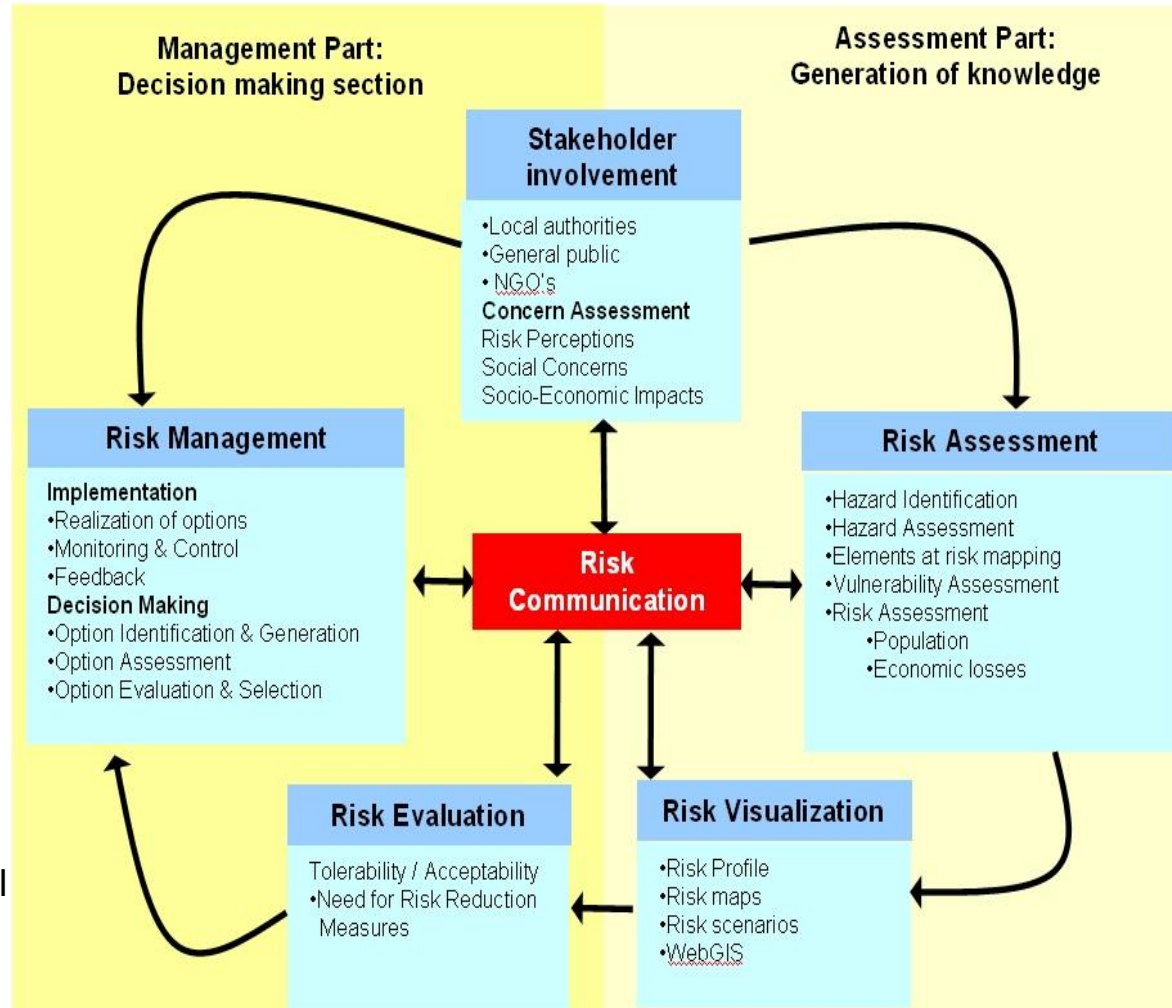 Management Part:
Decision making section
Assessment Part:
Generation of knowledge
Stakeholder
involvement
•Local authorities
•General public
• NGO's
Concern Assessment
Risk Perceptions
Social Concerns
Socio-Economic Impacts
Risk Management
Implementation
•Realization of options
•Monitoring & Control
•Feedback
Decision Making
•Option Identification & Generation
•Option Assessment
•Option Evaluation & Selection
Risk
Communication
Risk Assessment
•Hazard Identification
•Hazard Assessment
•Elements at risk mapping
•Vulnerability Assessment
•Risk Assessment
•Population
•Economic losses
Risk Evaluation
Tolerability / Acceptability
•Need for Risk Reduction
Measures
Risk Visualization
•Risk Profile
•Risk maps
•Risk scenarios
•WebGIS